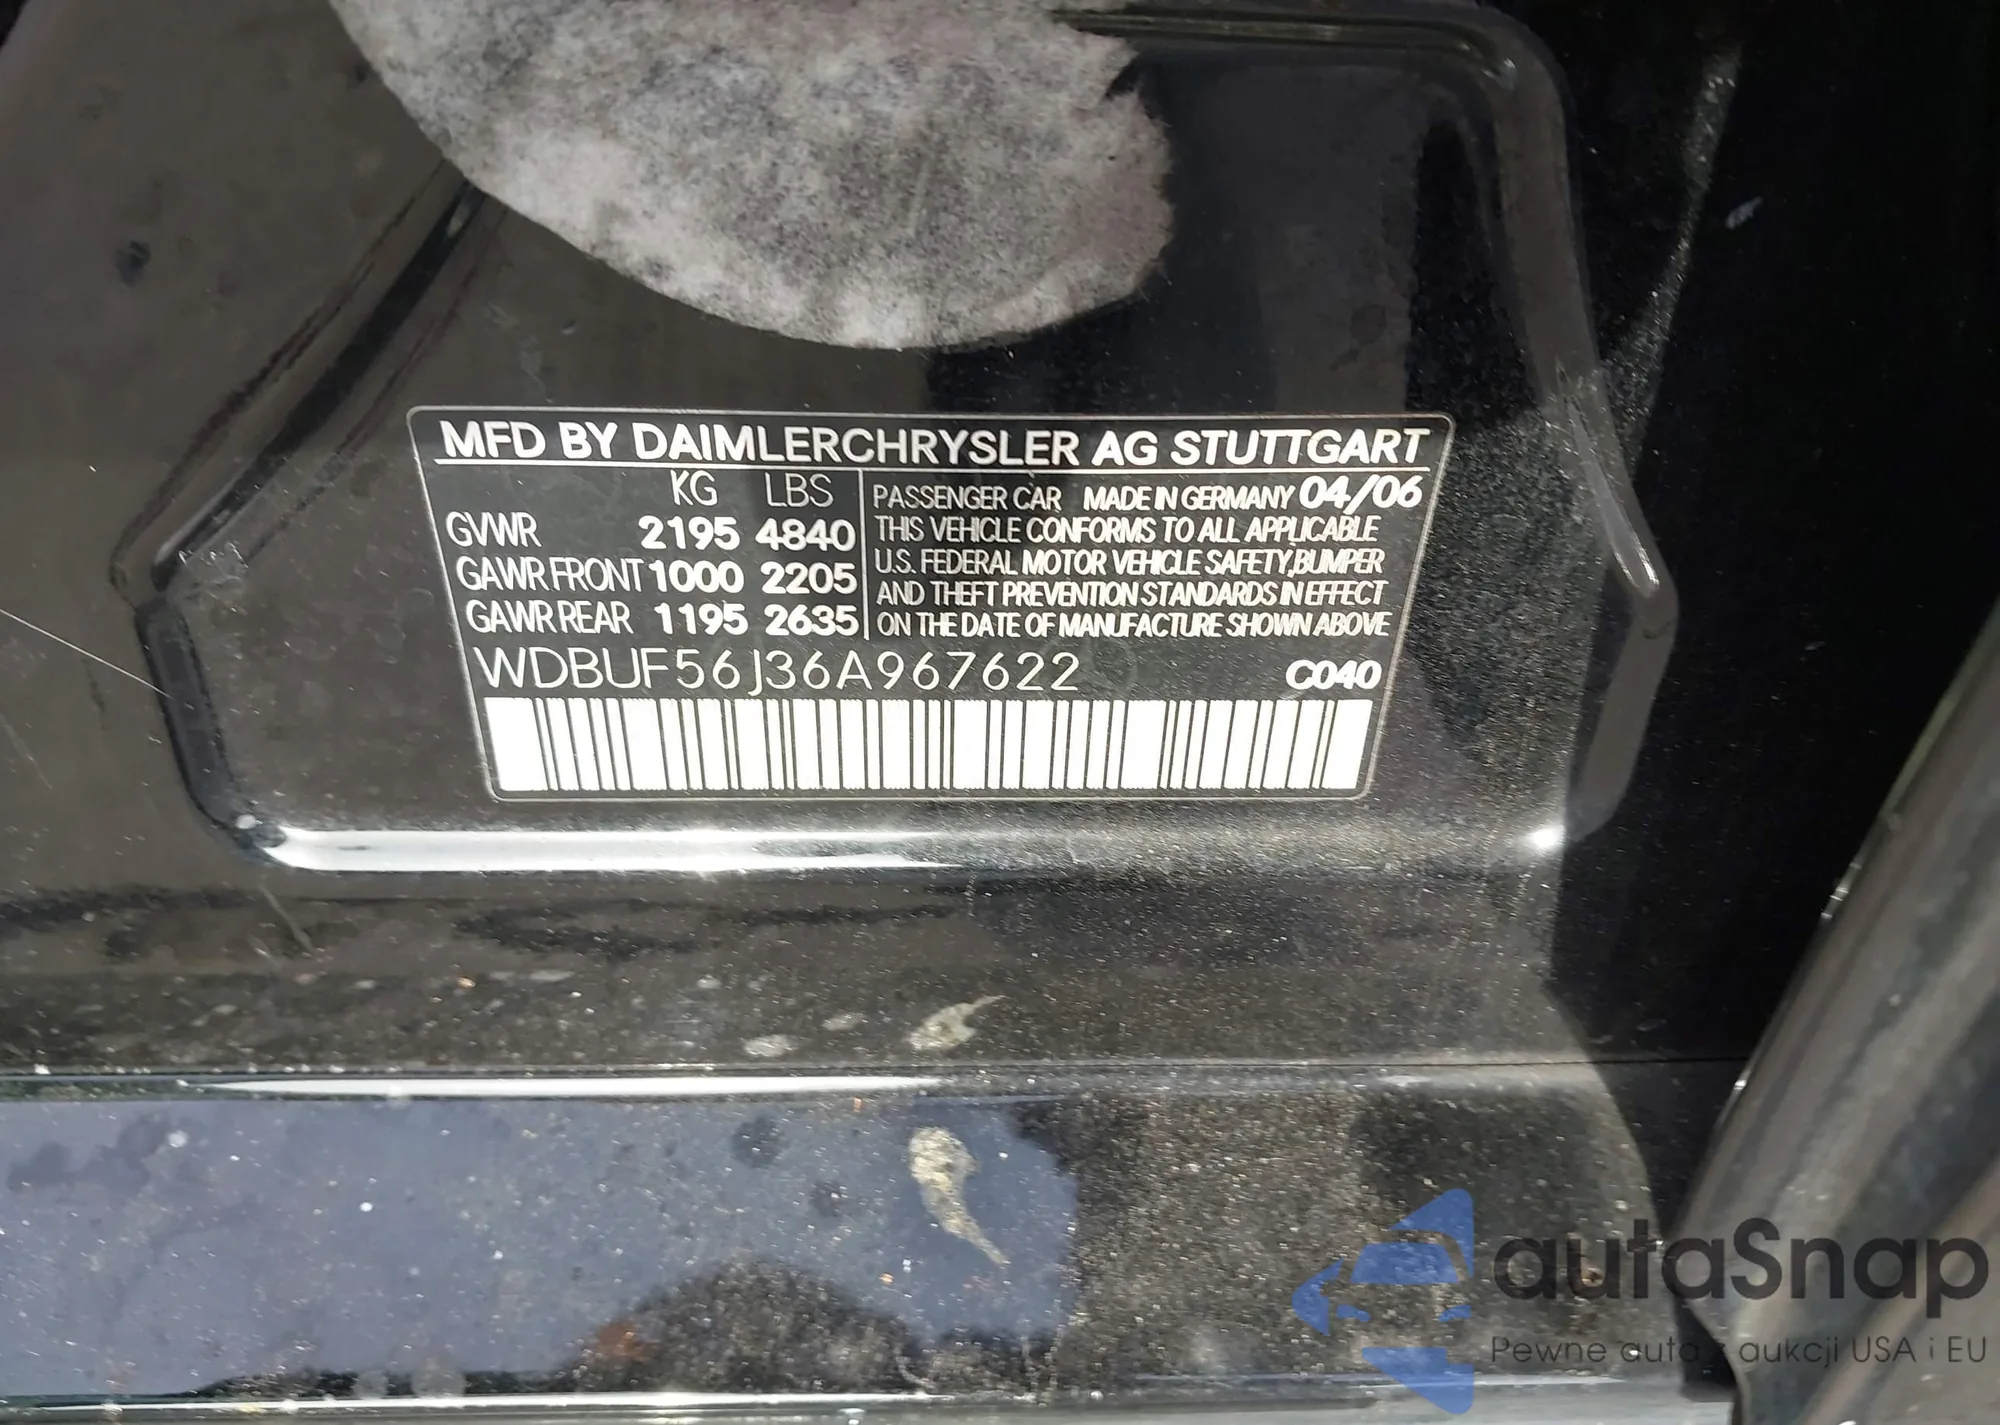 MFD BY DAIMLERCHRYSLER AG STUTTGART
KG LBS
GVWR 2195 4840
GAWR FRONT 1000 2205
GAWR REAR 1195 2635
PASSENGER CAR MADE IN GERMANY 04/06
THIS VEHICLE CONFORMS TO ALL APPLICABLE
U.S. FEDERAL MOTOR VEHICLE SAFETY,BUMPER
AND THEFT PREVENTION STANDARDS IN EFFECT
ON THE DATE OF MANUFACTURE SHOWN ABOVE
WDBUF56J36A967622 C040
autaSnap
Pewne auta z aukcji USA i EU